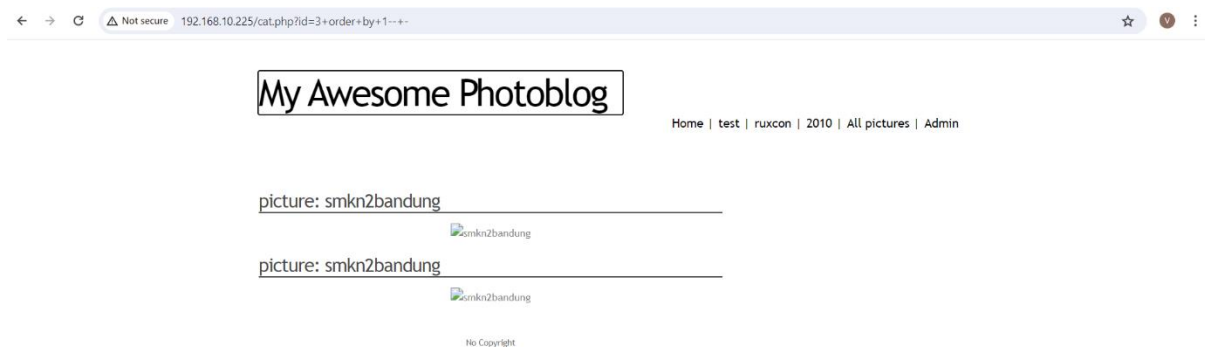 Not secure 192.168.10.225/cat.php?id=3+order+by+1--+-
V
My Awesome Photoblog
Home | test | ruxcon | 2010 | All pictures | Admin
picture: smkn2bandung
smkn2bandung
picture: smkn2bandung
smkn2bandung
No Copyright